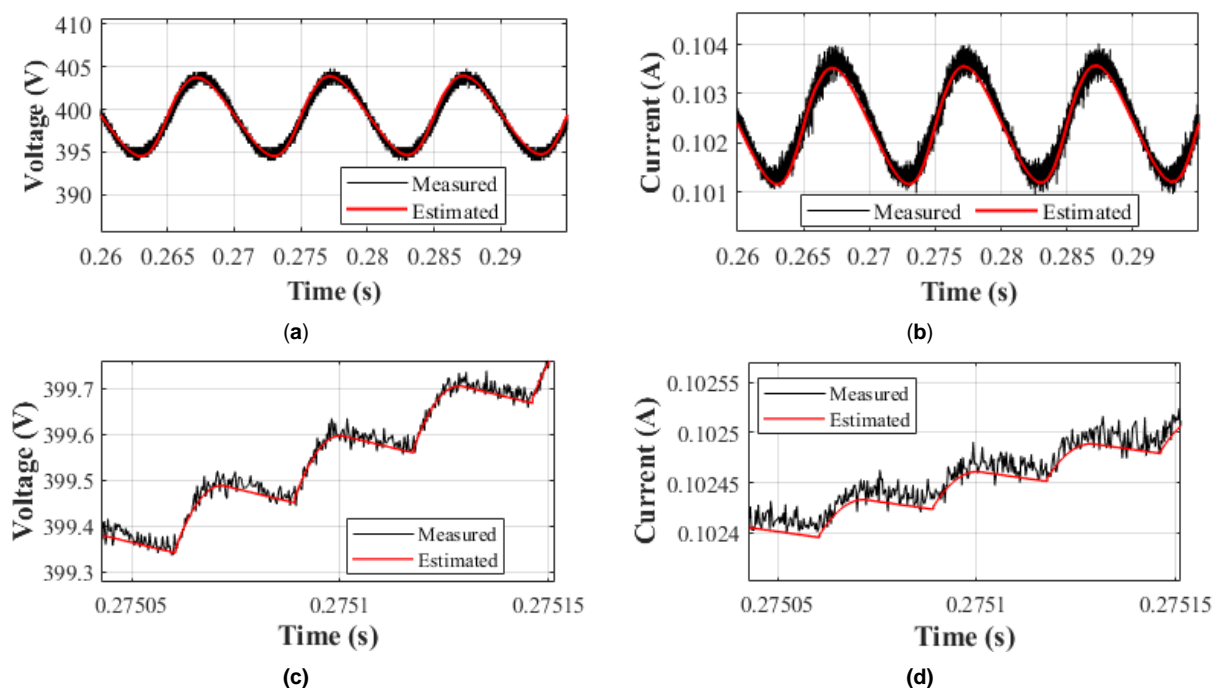 410
405
400
395
390
Voltage (V)
Measured
Estimated
0.26 0.265 0.27 0.275 0.28 0.285 0.29
Time (s)
(a)
0.104
0.103
0.102
0.101
Current (A)
Measured Estimated
0.26 0.265 0.27 0.275 0.28 0.285 0.29
Time (s)
(b)
399.7
399.6
399.5
399.4
399.3
Voltage (V)
Measured
Estimated
0.27505 0.2751 0.27515
Time (s)
(c)
0.10255
0.1025
0.10245
0.1024
Current (A)
Measured
Estimated
0.27505 0.2751 0.27515
Time (s)
(d)